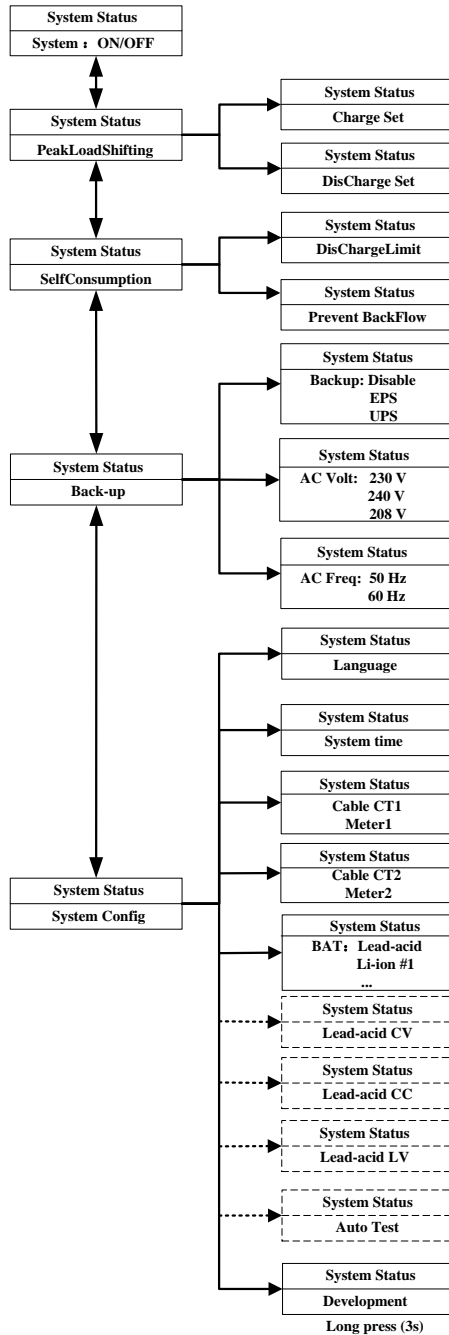 System Status
System： ON/OFF
System Status
PeakLoadShifting
System Status
Charge Set
System Status
DisCharge Set
System Status
SelfConsumption
System Status
DisChargeLimit
System Status
Prevent BackFlow
System Status
Back-up
System Status
Backup: Disable
EPS
UPS
System Status
AC Volt: 230 V
240 V
208 V
System Status
AC Freq: 50 Hz
60 Hz
System Status
System Config
System Status
Language
System Status
System time
System Status
Cable CT1
Meter1
System Status
Cable CT2
Meter2
System Status
BAT：Lead-acid
Li-ion #1
...
System Status
Lead-acid CV
System Status
Lead-acid CC
System Status
Lead-acid LV
System Status
Auto Test
System Status
Development
Long press (3s)